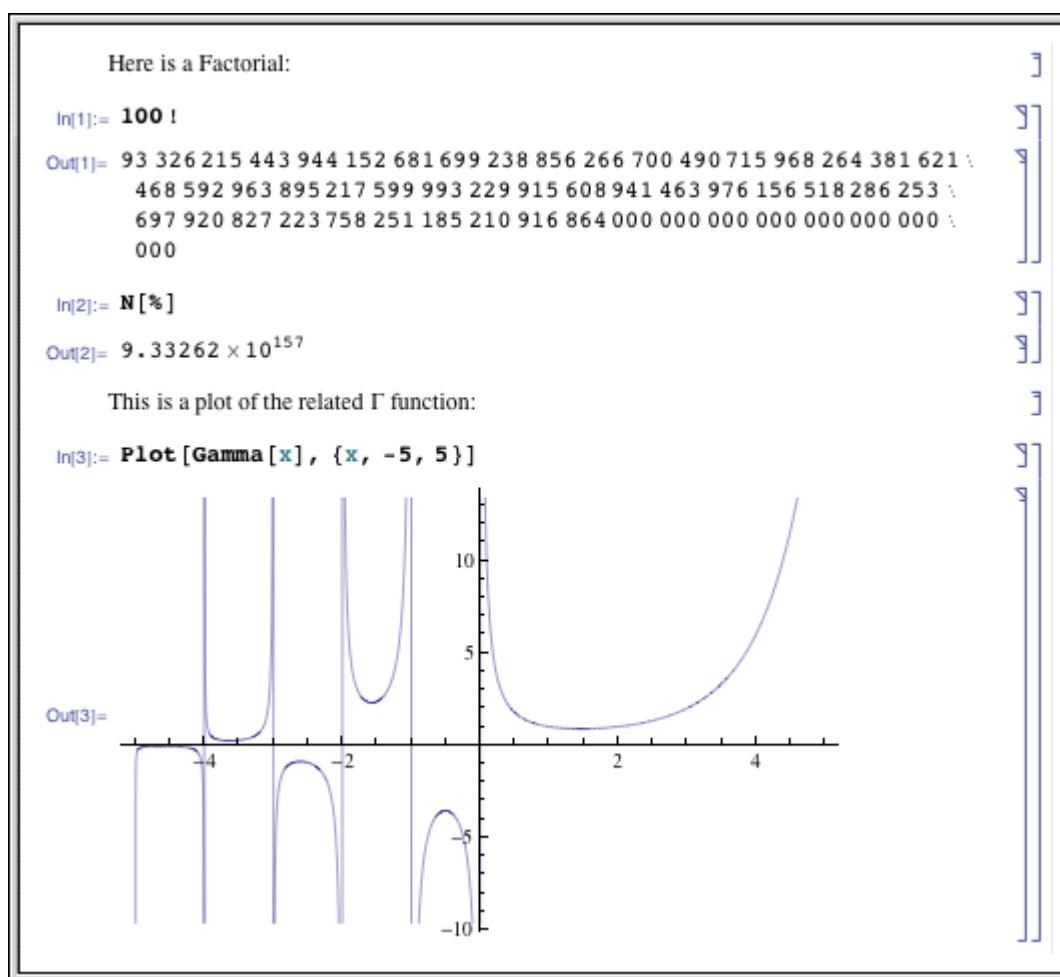 Here is a Factorial:
In[1]:= 100!
Out[1]= 93 326 215 443 944 152 681 699 238 856 266 700 490 715 968 264 381 621 \
468 592 963 895 217 599 993 229 915 608 941 463 976 156 518 286 253 \
697 920 827 223 758 251 185 210 916 864 000 000 000 000 000 000 000 \
000
In[2]:= N[%]
Out[2]= 9.33262 × 10^157
This is a plot of the related Γ function:
In[3]:= Plot[Gamma[x], {x, -5, 5}]
10
5
Out[3]=
-4 -2 2 4
-5
-10